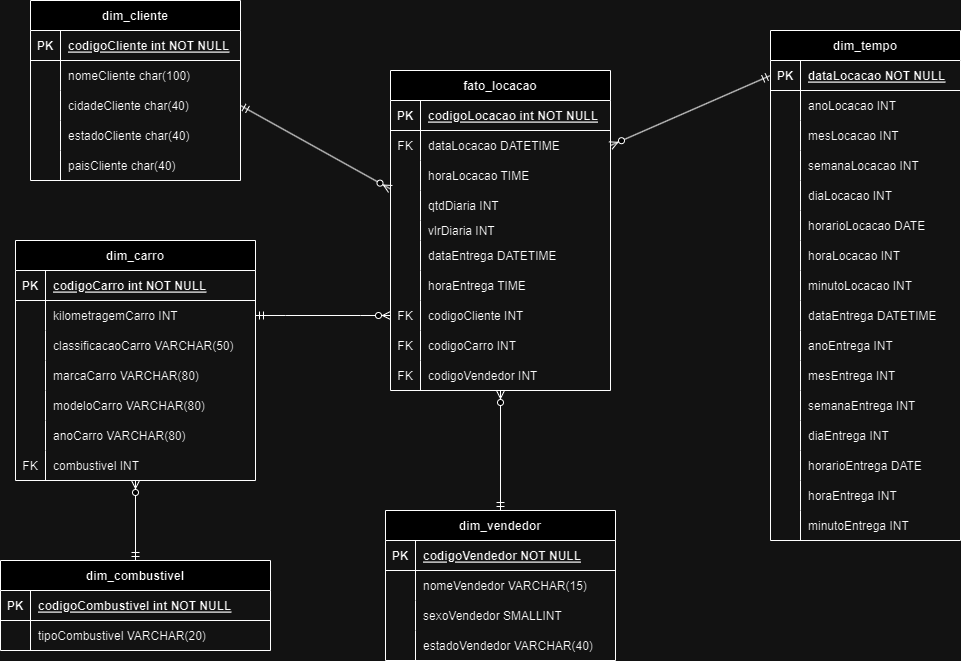 dim_cliente
PK codigoCliente int NOT NULL
nomeCliente char(100)
cidadeCliente char(40)
estadoCliente char(40)
paisCliente char(40)
dim_carro
PK codigoCarro int NOT NULL
kilometragemCarro INT
classificacaoCarro VARCHAR(50)
marcaCarro VARCHAR(80)
modeloCarro VARCHAR(80)
anoCarro VARCHAR(80)
FK combustivel INT
dim_combustivel
PK codigoCombustivel int NOT NULL
tipoCombustivel VARCHAR(20)
fato_locacao
PK codigoLocacao int NOT NULL
FK dataLocacao DATETIME
horaLocacao TIME
qtdDiaria INT
vlrDiaria INT
dataEntrega DATETIME
horaEntrega TIME
FK codigoCliente INT
FK codigoCarro INT
FK codigoVendedor INT
dim_vendedor
PK codigoVendedor NOT NULL
nomeVendedor VARCHAR(15)
sexoVendedor SMALLINT
estadoVendedor VARCHAR(40)
dim_tempo
PK dataLocacao NOT NULL
anoLocacao INT
mesLocacao INT
semanaLocacao INT
diaLocacao INT
horarioLocacao DATE
horaLocacao INT
minutoLocacao INT
dataEntrega DATETIME
anoEntrega INT
mesEntrega INT
semanaEntrega INT
diaEntrega INT
horarioEntrega DATE
horaEntrega INT
minutoEntrega INT